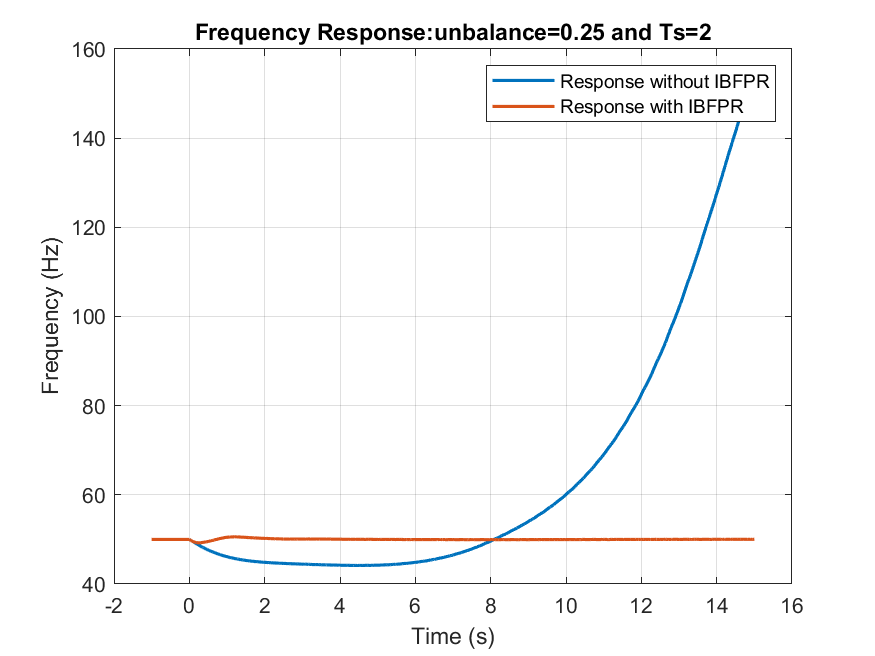 Frequency Response:unbalance=0.25 and Ts=2
Response without IBFPR
Response with IBFPR
160
140
120
100
80
60
40
Frequency (Hz)
-2 0 2 4 6 8 10 12 14 16
Time (s)